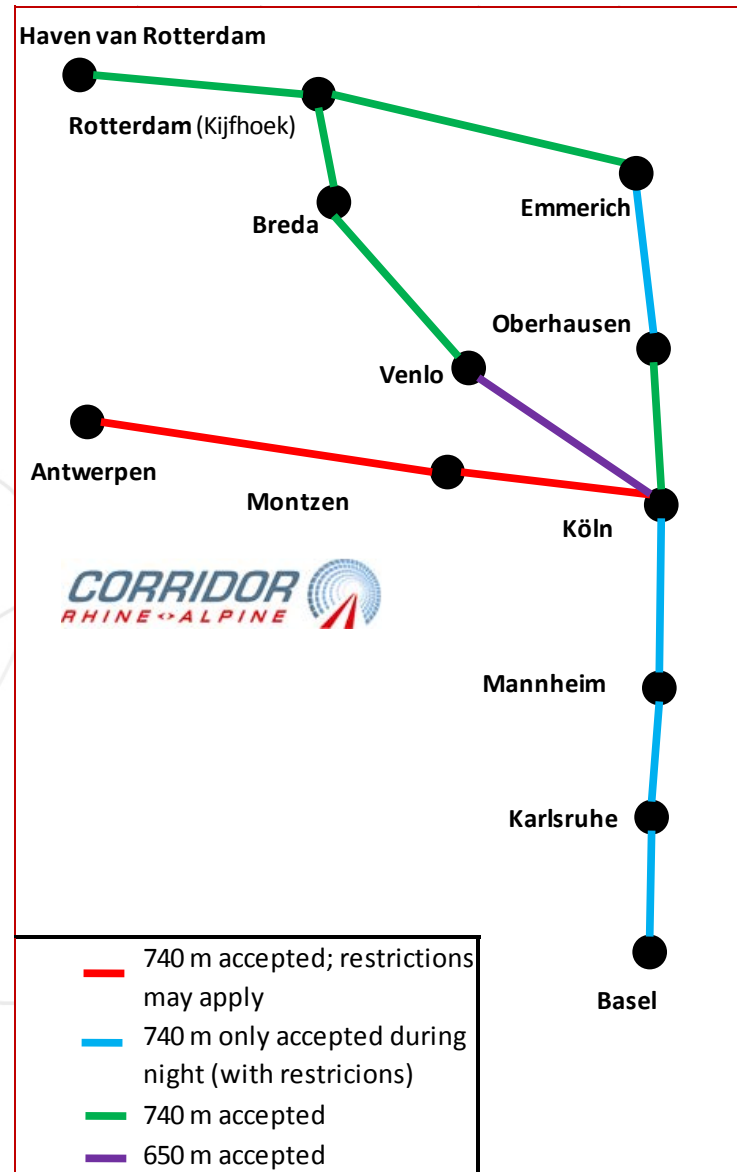 Haven van Rotterdam
Rotterdam (Kijfhoek)
Emmerich
Breda
Oberhausen
Venlo
Antwerpen
Montzen
Köln
CORRIDOR
RHINE<>ALPINE
Mannheim
Karlsruhe
Basel
740 m accepted; restrictions
may apply
740 m only accepted during
night (with restricions)
740 m accepted
650 m accepted